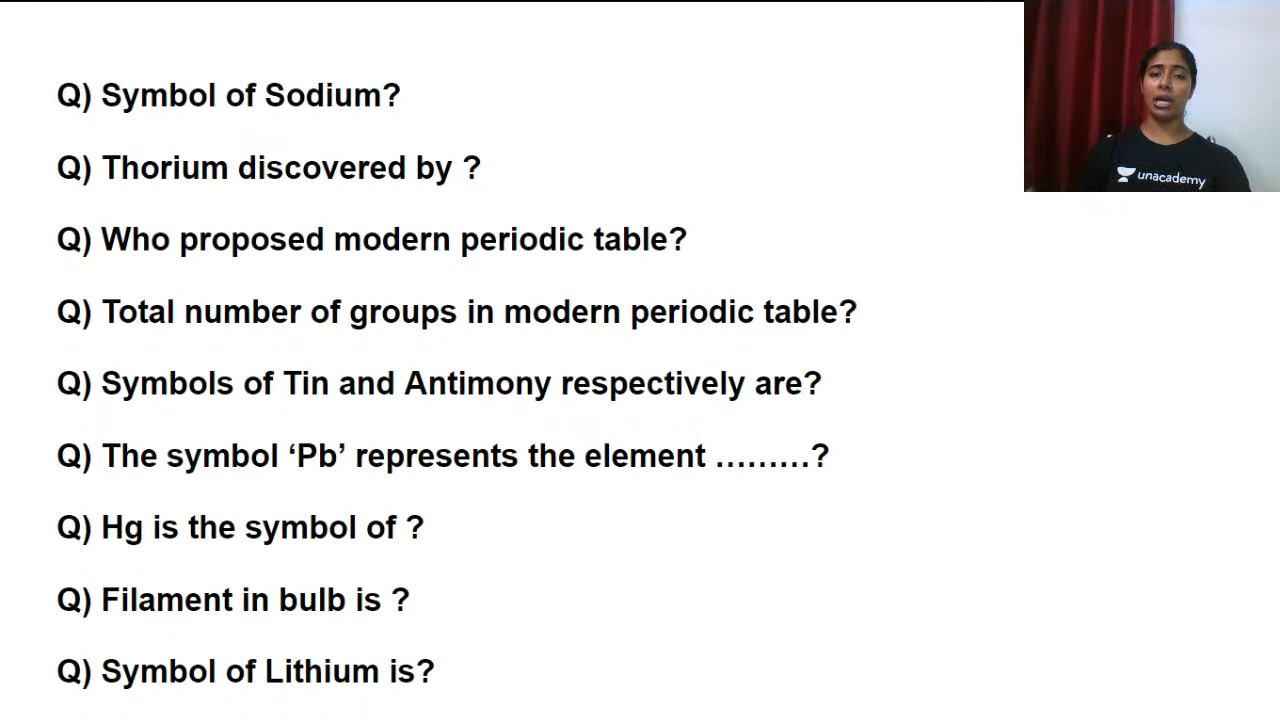 Q) Symbol of Sodium?
Q) Thorium discovered by ?
Q) Who proposed modern periodic table?
Q) Total number of groups in modern periodic table?
Q) Symbols of Tin and Antimony respectively are?
Q) The symbol ‘Pb’ represents the element ………?
Q) Hg is the symbol of ?
Q) Filament in bulb is ?
Q) Symbol of Lithium is?
unacademy